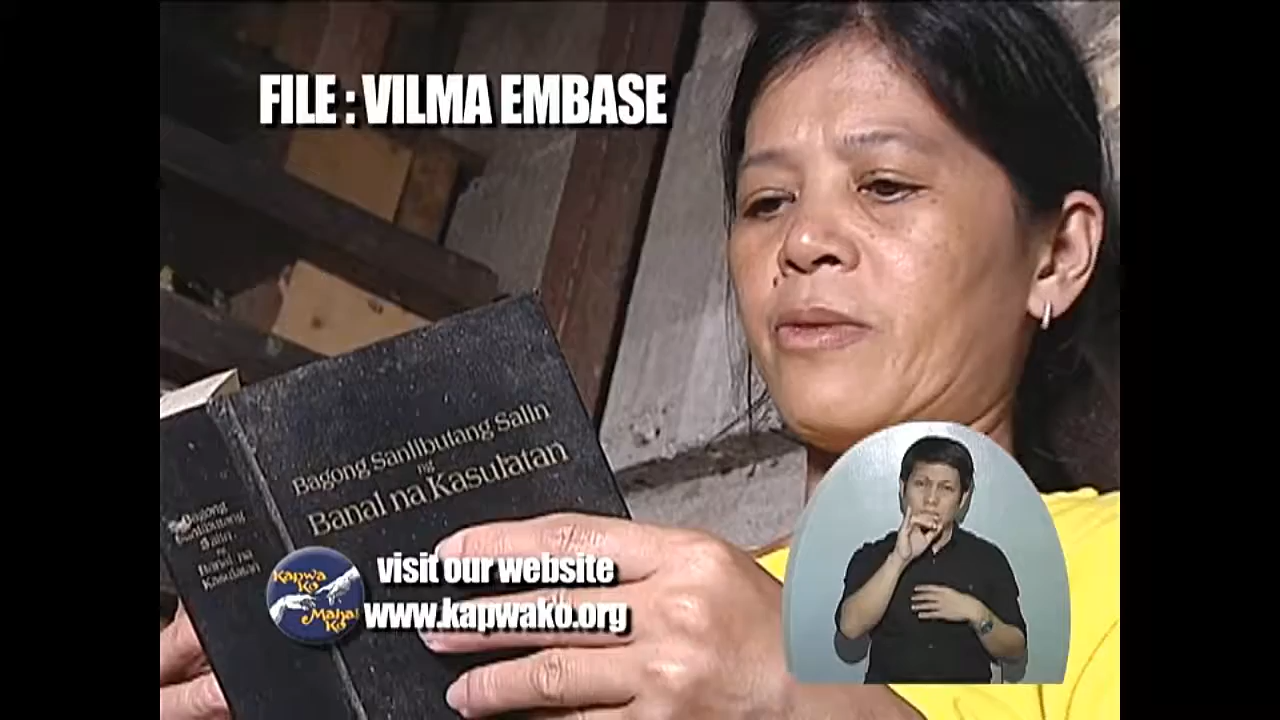 FILE : VILMA EMBASE
Bagong Sanlibutang Salin
ng
Banal na Kasulatan
Bagong
Sanlibutang
Salin
ng
Banal na
Kasulatan
Kapwa
Ko
Mahal
Ko
visit our website
www.kapwako.org